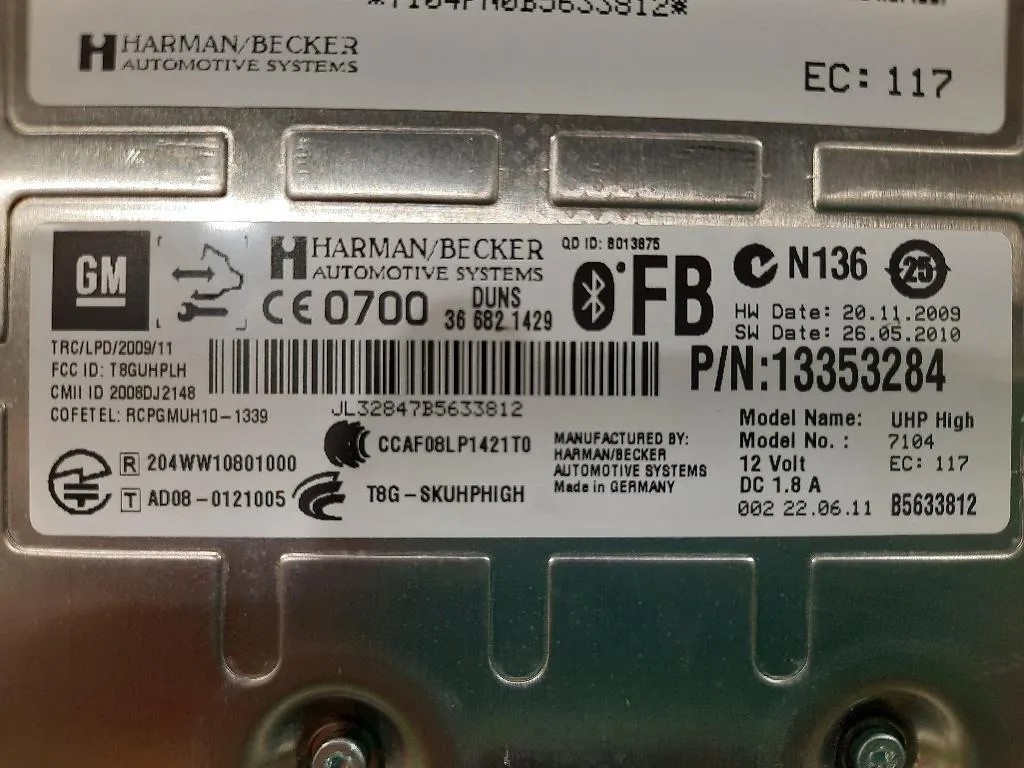 *7104PN0B5633812*
HARMAN/BECKER
AUTOMOTIVE SYSTEMS
EC: 117
GM
HARMAN/BECKER
AUTOMOTIVE SYSTEMS
QD ID: B013875
FB
N136
25
CE 0700
DUNS
36 682 1429
HW Date: 20.11.2009
SW Date: 26.05.2010
TRC/LPD/2009/11
FCC ID: T8GUHPLH
CMII ID 2008DJ2148
COFETEL: RCPGMUH10-1339
P/N:13353284
JL32847B5633812
R 204WW10801000
T AD08-0121005
CCAF08LP1421T0
T8G-SKUHPHIGH
MANUFACTURED BY:
HARMAN/BECKER
AUTOMOTIVE SYSTEMS
Made in GERMANY
Model Name: UHP High
Model No. : 7104
12 Volt EC: 117
DC 1.8 A
002 22.06.11 B5633812